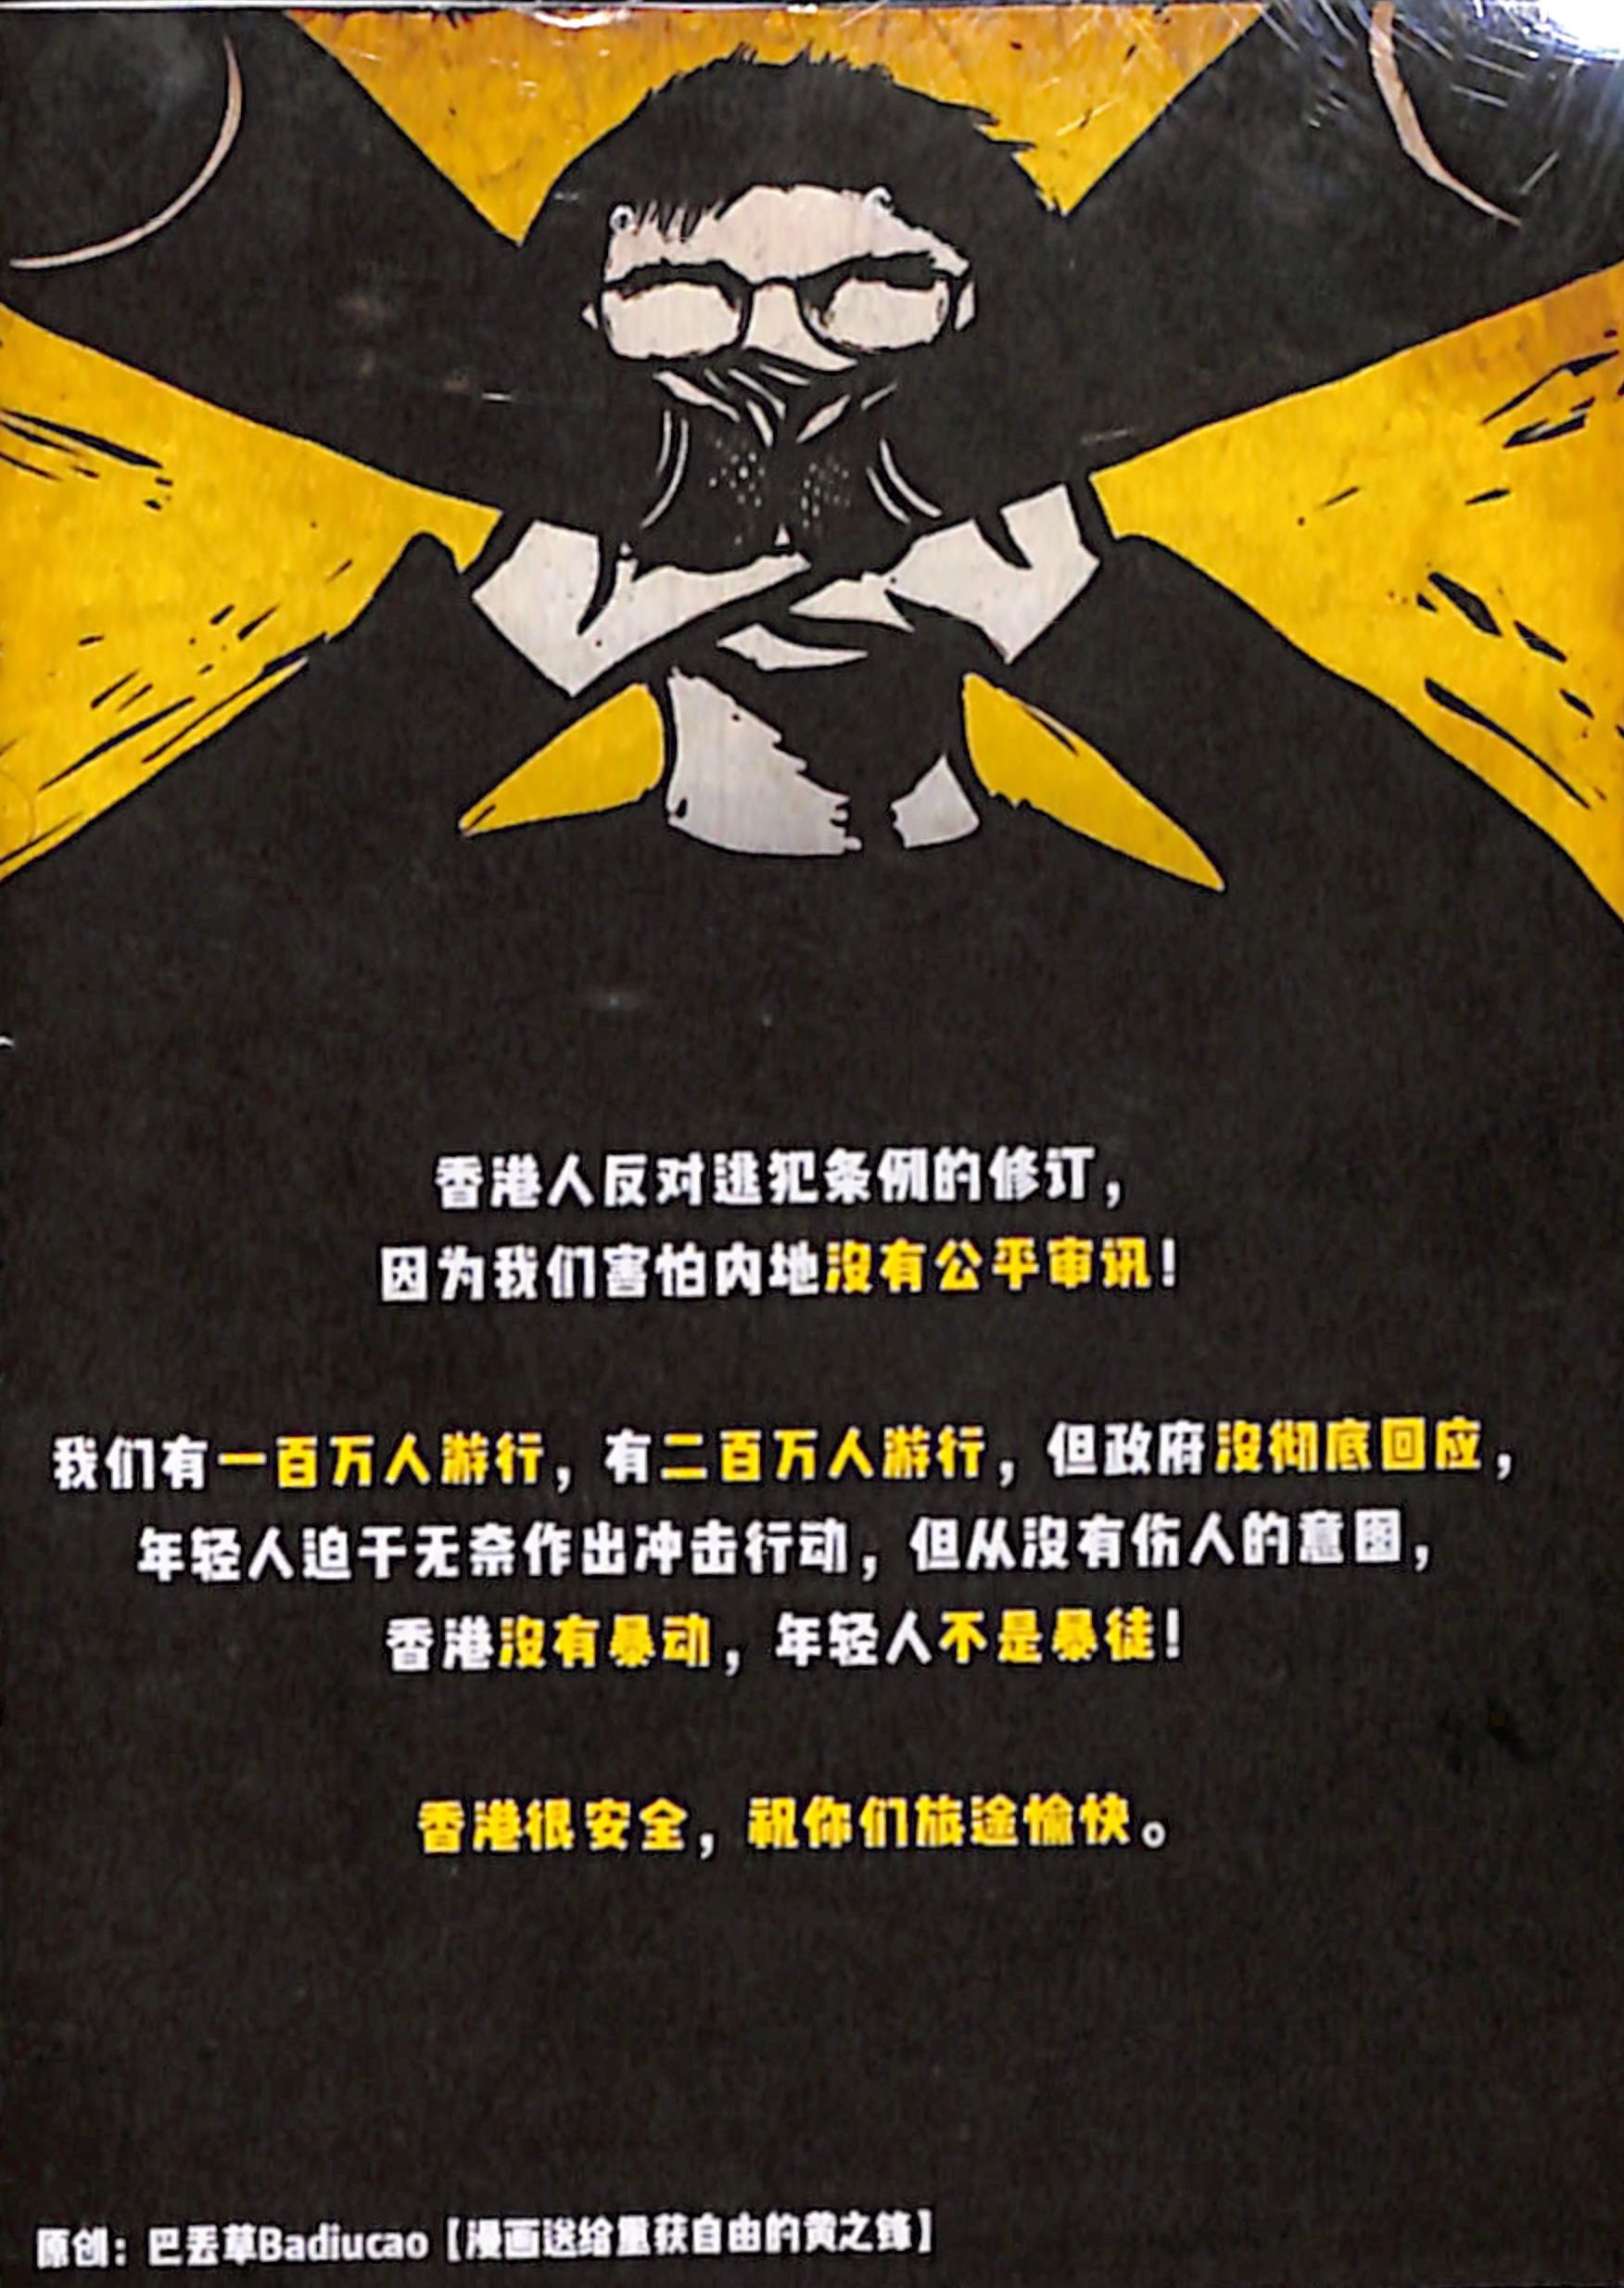 香港人反对逃犯条例的修订，
因为我们害怕内地没有公平审讯！
我们有一百万人游行，有二百万人游行，但政府没彻底回应，
年轻人迫于无奈作出冲击行动，但从没有伤人的意图，
香港没有暴动，年轻人不是暴徒！
香港很安全，祝你们旅途愉快。
原创：巴丢草Badiucao【漫画送给重获自由的黄之锋】